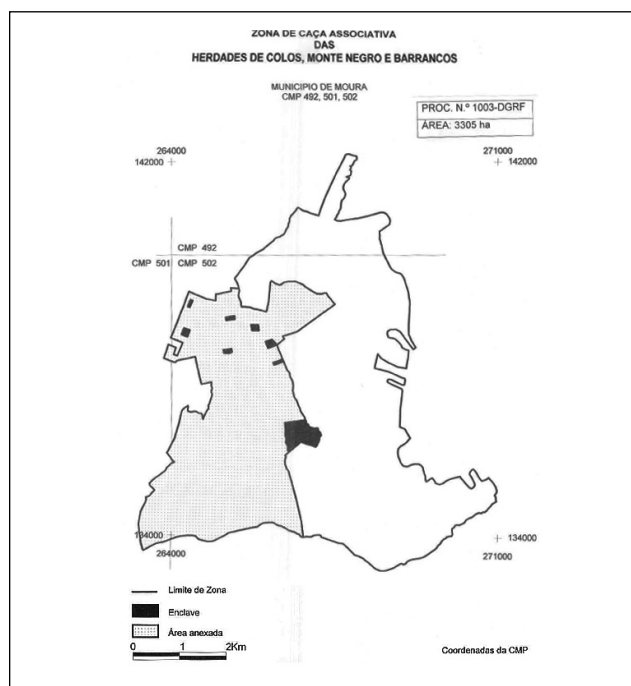 ZONA DE CAÇA ASSOCIATIVA
DAS
HERDADES DE COLOS, MONTE NEGRO E BARRANCOS
MUNICIPIO DE MOURA
CMP 492, 501, 502
PROC. N.º 1003-DGRF
ÁREA: 3305 ha
264000
142000
271000
142000
CMP 492
CMP 501
CMP 502
134000
264000
134000
271000
Limite de Zona
Enclave
Área anexada
0 1 2Km
Coordenadas da CMP